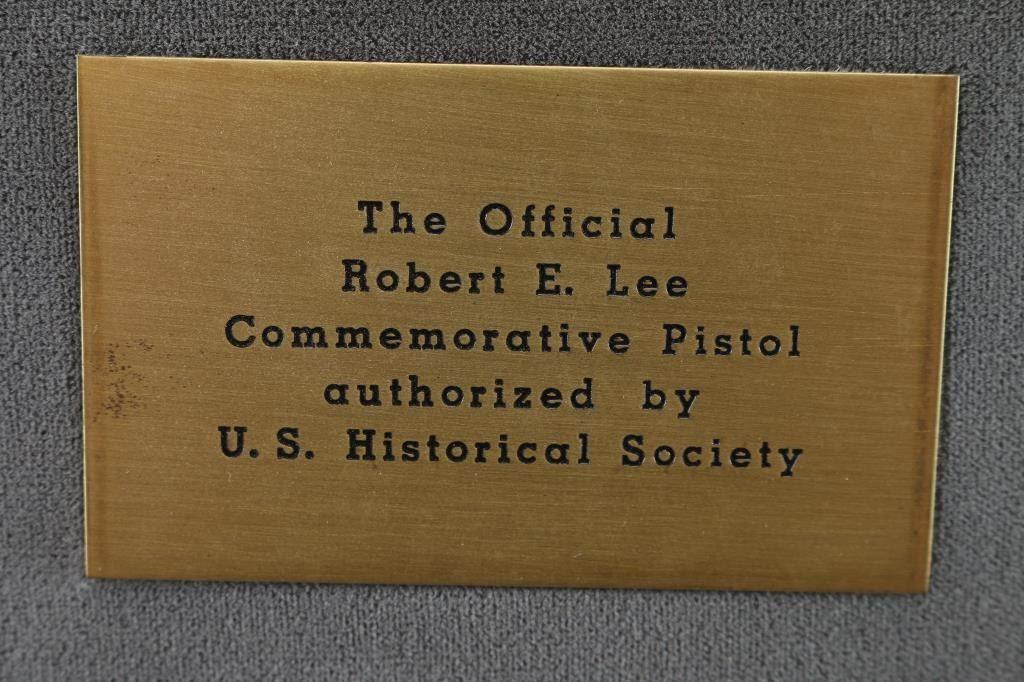 The Official
Robert E. Lee
Commemorative Pistol
authorized by
U.S. Historical Society